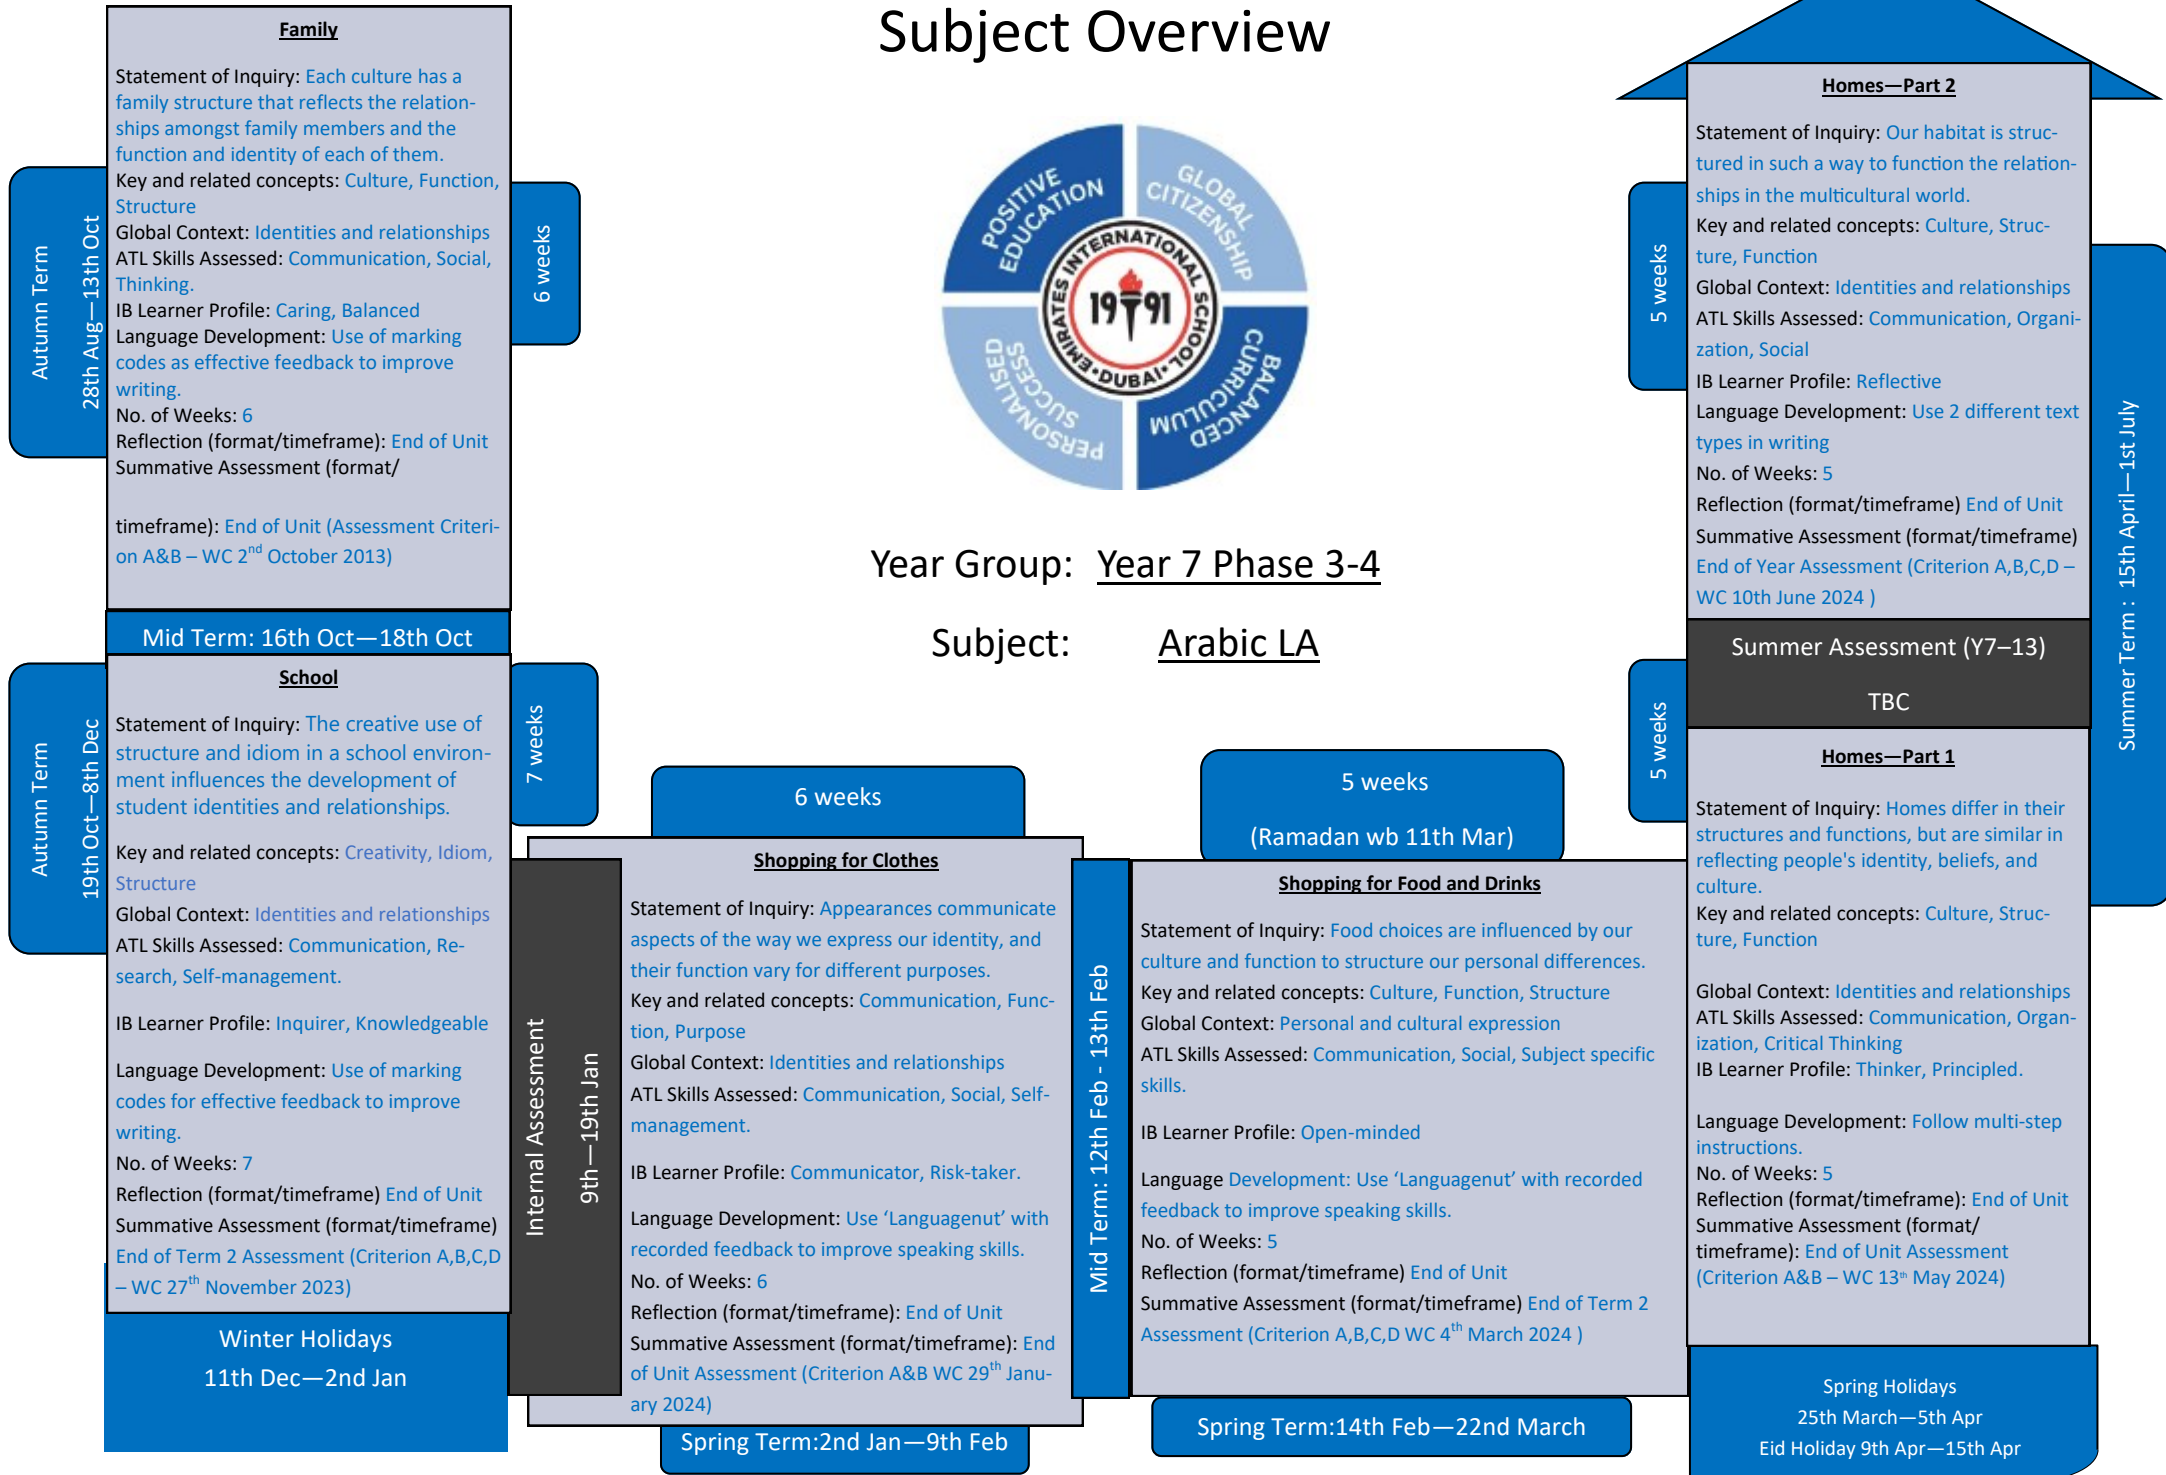 Subject Overview
POSITIVE EDUCATION
GLOBAL CITIZENSHIP
PERSONALISED SUCCESS
BALANCED CURRICULUM
EMIRATES INTERNATIONAL SCHOOL
•DUBAI•
1991
Year Group: Year 7 Phase 3-4
Subject: Arabic LA
Autumn Term
28th Aug—13th Oct
6 weeks
Family
Statement of Inquiry: Each culture has a
family structure that reflects the relation-
ships amongst family members and the
function and identity of each of them.
Key and related concepts: Culture, Function,
Structure
Global Context: Identities and relationships
ATL Skills Assessed: Communication, Social,
Thinking.
IB Learner Profile: Caring, Balanced
Language Development: Use of marking
codes as effective feedback to improve
writing.
No. of Weeks: 6
Reflection (format/timeframe): End of Unit
Summative Assessment (format/
timeframe): End of Unit (Assessment Criteri-
on A&B – WC 2nd October 2013)
Mid Term: 16th Oct—18th Oct
Autumn Term
19th Oct—8th Dec
7 weeks
School
Statement of Inquiry: The creative use of
structure and idiom in a school environ-
ment influences the development of
student identities and relationships.
Key and related concepts: Creativity, Idiom,
Structure
Global Context: Identities and relationships
ATL Skills Assessed: Communication, Re-
search, Self-management.
IB Learner Profile: Inquirer, Knowledgeable
Language Development: Use of marking
codes for effective feedback to improve
writing.
No. of Weeks: 7
Reflection (format/timeframe) End of Unit
Summative Assessment (format/timeframe)
End of Term 2 Assessment (Criterion A,B,C,D
– WC 27th November 2023)
Winter Holidays
11th Dec—2nd Jan
Internal Assessment
9th—19th Jan
6 weeks
Shopping for Clothes
Statement of Inquiry: Appearances communicate
aspects of the way we express our identity, and
their function vary for different purposes.
Key and related concepts: Communication, Func-
tion, Purpose
Global Context: Identities and relationships
ATL Skills Assessed: Communication, Social, Self-
management.
IB Learner Profile: Communicator, Risk-taker.
Language Development: Use ‘Languagenut’ with
recorded feedback to improve speaking skills.
No. of Weeks: 6
Reflection (format/timeframe): End of Unit
Summative Assessment (format/timeframe): End
of Unit Assessment (Criterion A&B WC 29th Janu-
ary 2024)
Spring Term:2nd Jan—9th Feb
Mid Term: 12th Feb - 13th Feb
5 weeks
(Ramadan wb 11th Mar)
Shopping for Food and Drinks
Statement of Inquiry: Food choices are influenced by our
culture and function to structure our personal differences.
Key and related concepts: Culture, Function, Structure
Global Context: Personal and cultural expression
ATL Skills Assessed: Communication, Social, Subject specific
skills.
IB Learner Profile: Open-minded
Language Development: Use ‘Languagenut’ with recorded
feedback to improve speaking skills.
No. of Weeks: 5
Reflection (format/timeframe) End of Unit
Summative Assessment (format/timeframe) End of Term 2
Assessment (Criterion A,B,C,D WC 4th March 2024 )
Spring Term:14th Feb—22nd March
Spring Holidays
25th March—5th Apr
Eid Holiday 9th Apr—15th Apr
5 weeks
Homes—Part 1
Statement of Inquiry: Homes differ in their
structures and functions, but are similar in
reflecting people's identity, beliefs, and
culture.
Key and related concepts: Culture, Struc-
ture, Function
Global Context: Identities and relationships
ATL Skills Assessed: Communication, Organ-
ization, Critical Thinking
IB Learner Profile: Thinker, Principled.
Language Development: Follow multi-step
instructions.
No. of Weeks: 5
Reflection (format/timeframe): End of Unit
Summative Assessment (format/
timeframe): End of Unit Assessment
(Criterion A&B – WC 13th May 2024)
Summer Assessment (Y7–13)
TBC
5 weeks
Homes—Part 2
Statement of Inquiry: Our habitat is struc-
tured in such a way to function the relation-
ships in the multicultural world.
Key and related concepts: Culture, Struc-
ture, Function
Global Context: Identities and relationships
ATL Skills Assessed: Communication, Organi-
zation, Social
IB Learner Profile: Reflective
Language Development: Use 2 different text
types in writing
No. of Weeks: 5
Reflection (format/timeframe) End of Unit
Summative Assessment (format/timeframe)
End of Year Assessment (Criterion A,B,C,D –
WC 10th June 2024 )
Summer Term : 15th April—1st July